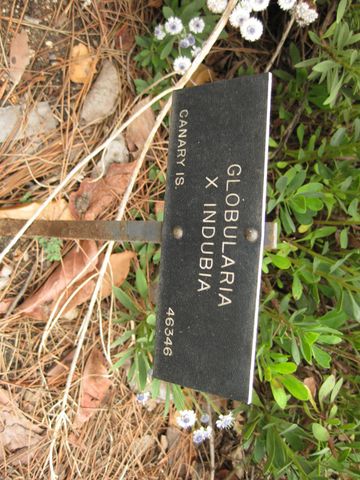 GLOBULARIA
X INDUBIA
CANARY IS.
46346